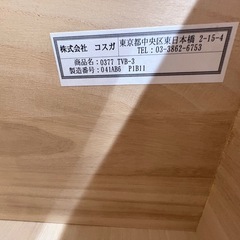 株式会社 コスガ
東京都中央区東日本橋 2-15-4
TEL : 03-3862-6753
商品名 : 0377 TVB-3
製造番号 : 041AB6 P1B11